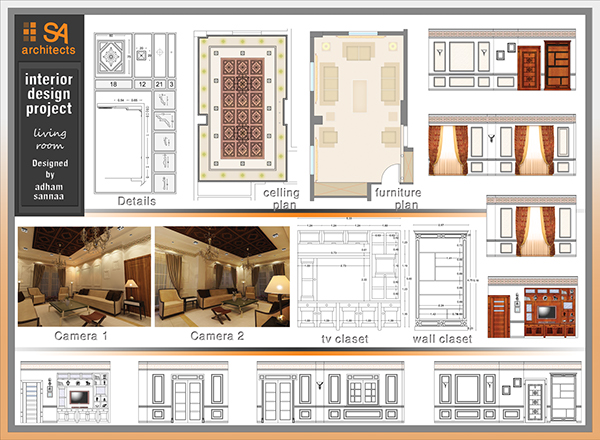 SA
architects
interior
design
project
living
room
Designed
by
adham
sannaa
18 12 21 3
Details
celling
plan
furniture
plan
Camera 1
Camera 2
tv claset
wall claset